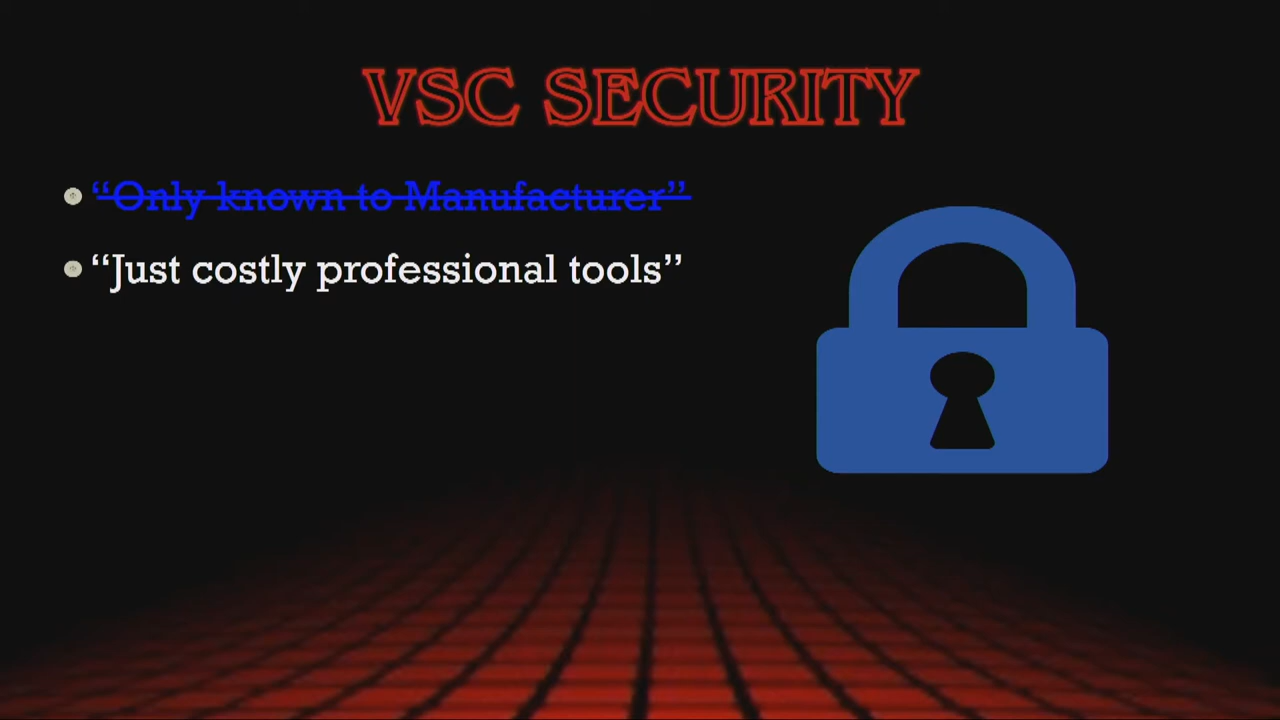 VSC SECURITY
“Only known to Manufacturer”
“Just costly professional tools”